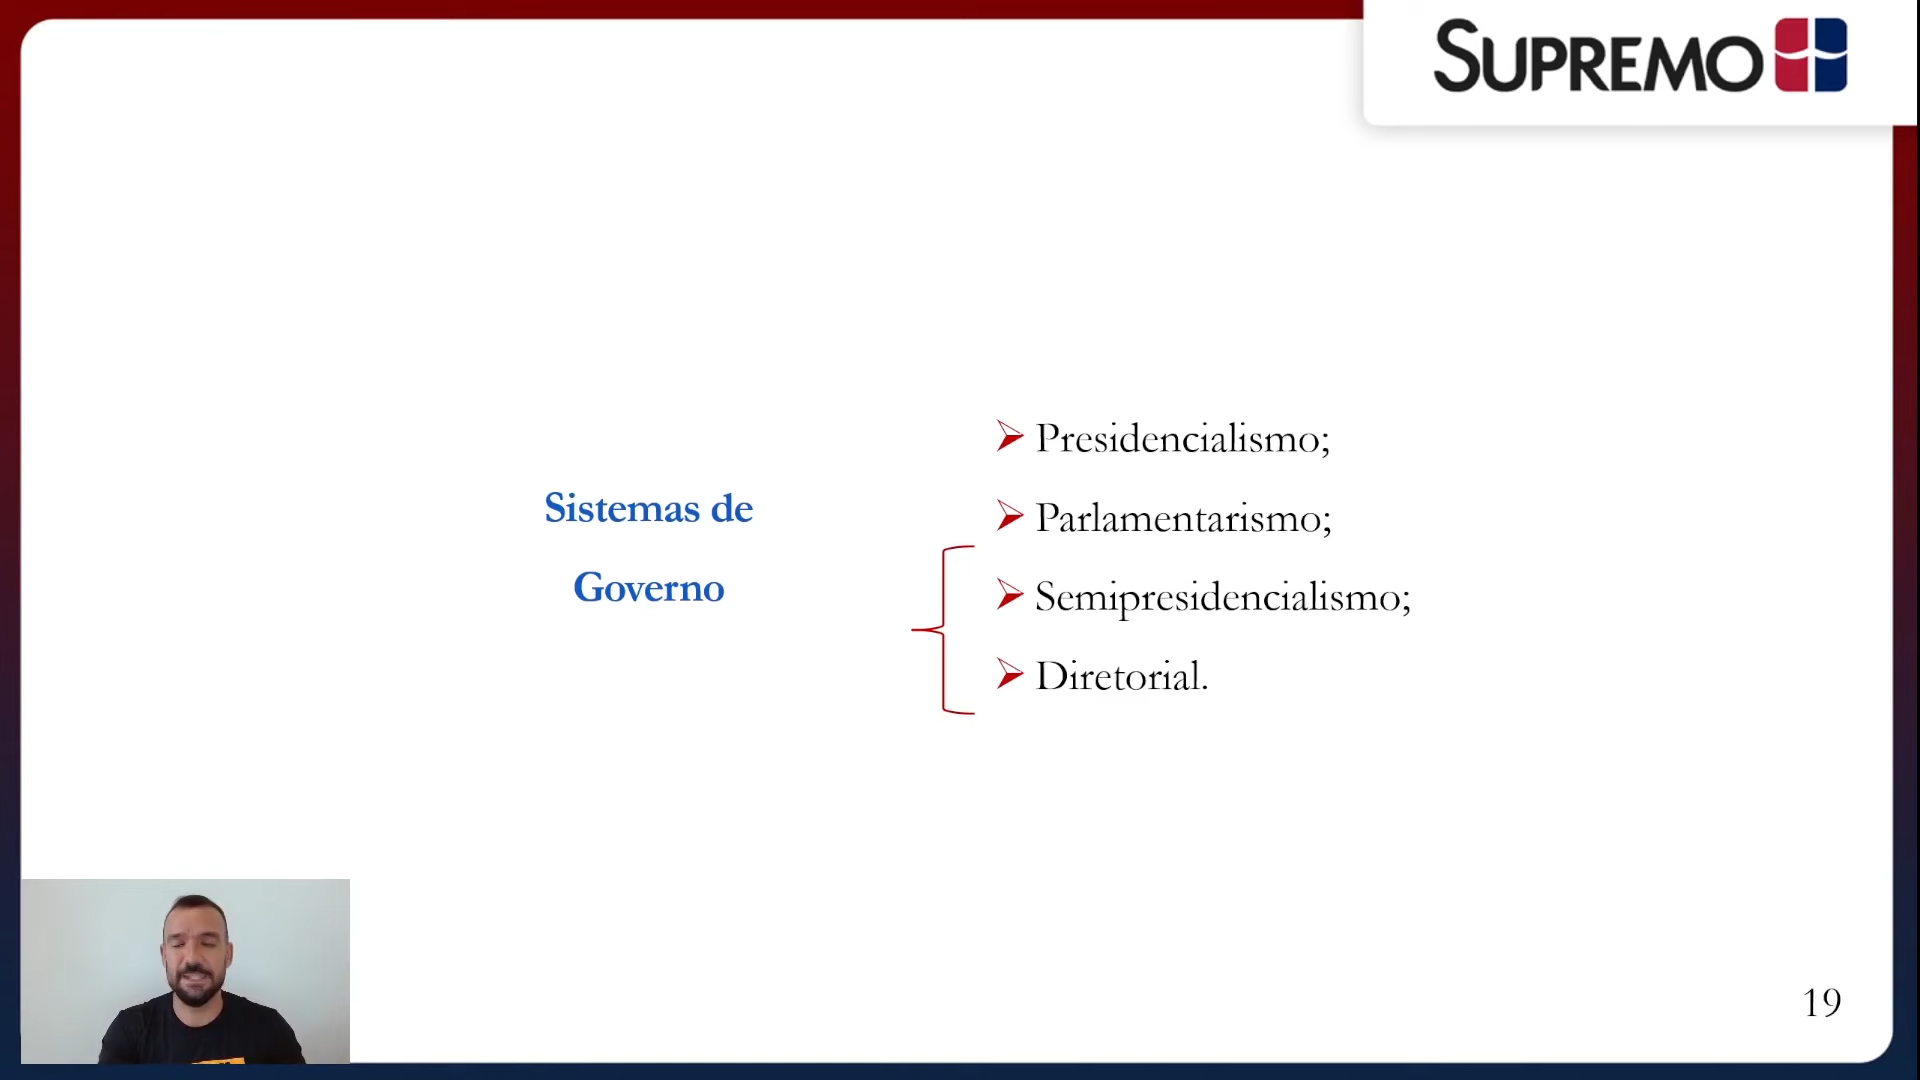 SUPREMO
Sistemas de
Governo
Presidencialismo;
Parlamentarismo;
Semipresidencialismo;
Diretorial.
19